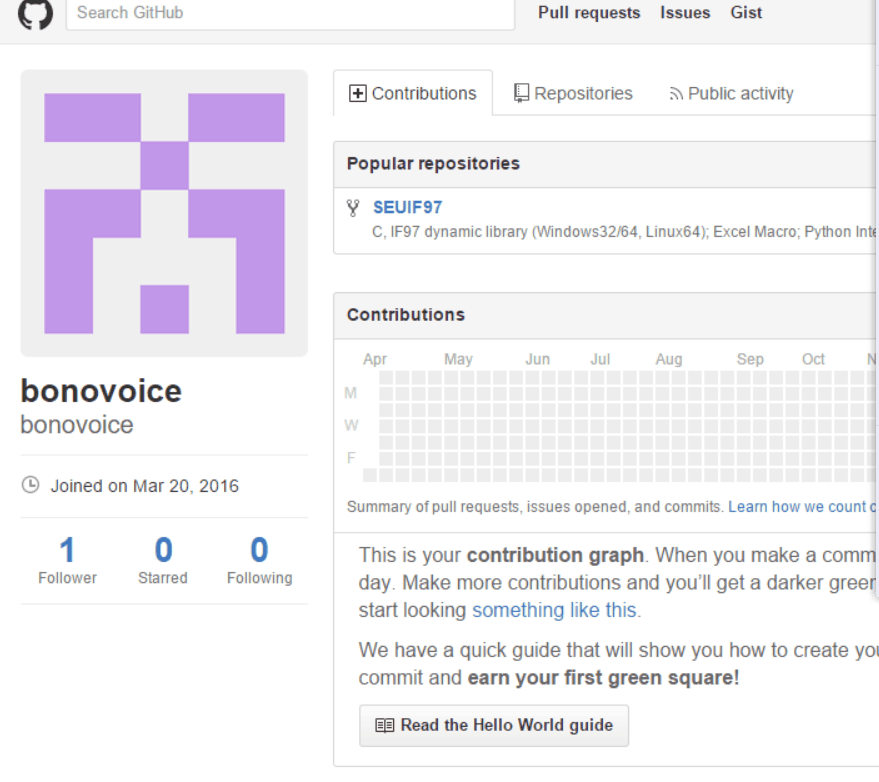 Search GitHub
Pull requests Issues Gist
Contributions Repositories Public activity
Popular repositories
SEUIF97
C, IF97 dynamic library (Windows32/64, Linux64); Excel Macro; Python Inte
Contributions
Apr May Jun Jul Aug Sep Oct N
M
W
F
Summary of pull requests, issues opened, and commits. Learn how we count c
This is your contribution graph. When you make a comm
day. Make more contributions and you'll get a darker green
start looking something like this.
We have a quick guide that will show you how to create you
commit and earn your first green square!
Read the Hello World guide
bonovoice
bonovoice
Joined on Mar 20, 2016
1 0 0
Follower Starred Following